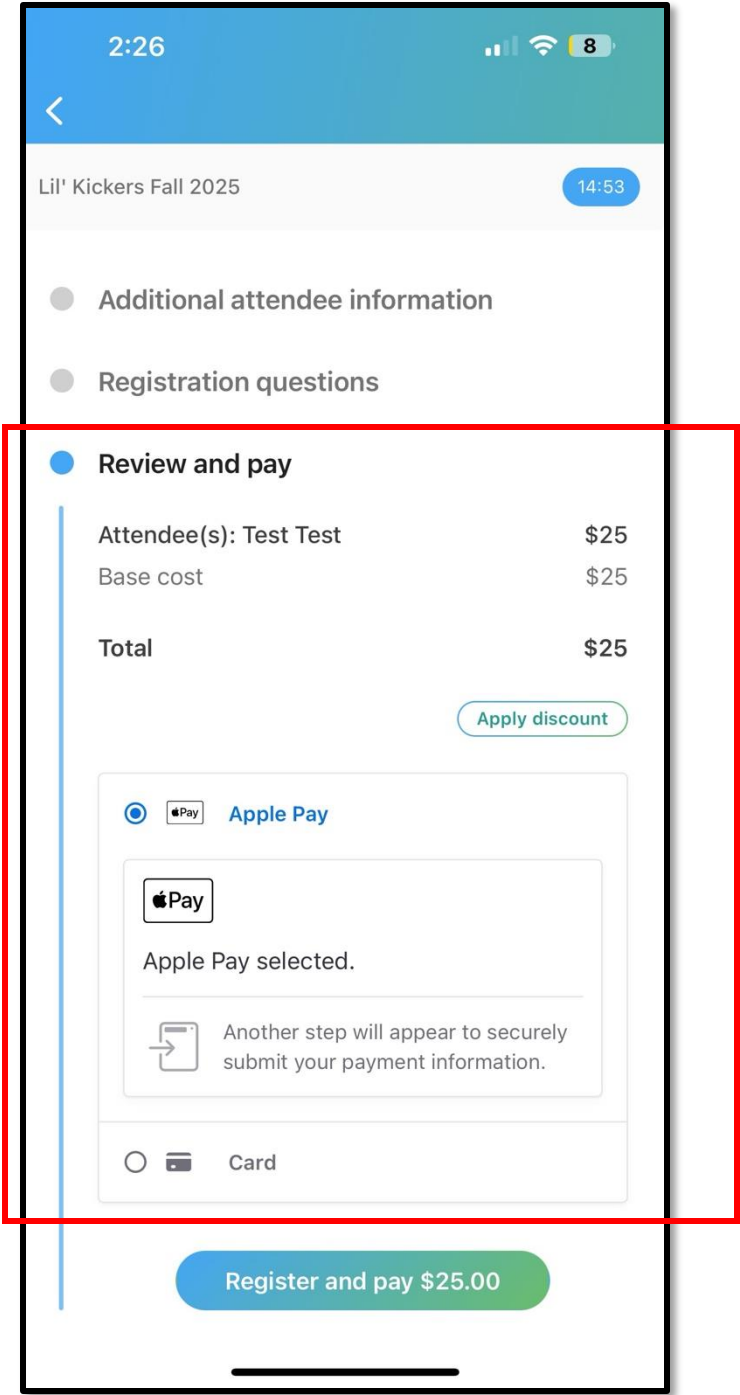 2:26
8
Lil' Kickers Fall 2025
14:53
Additional attendee information
Registration questions
Review and pay
Attendee(s): Test Test $25
Base cost $25
Total $25
Apply discount
Pay Apple Pay
Pay
Apple Pay selected.
Another step will appear to securely
submit your payment information.
Card
Register and pay $25.00